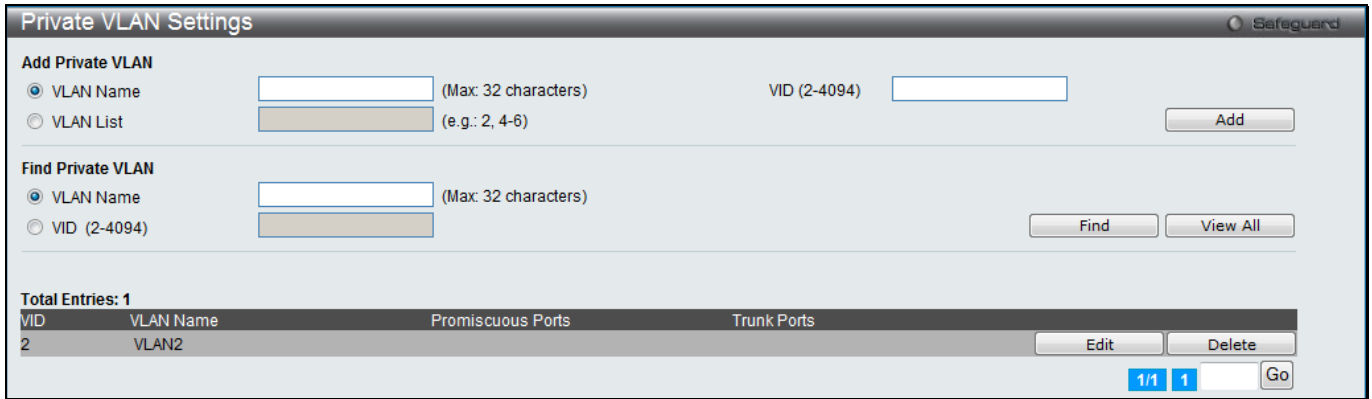 Private VLAN Settings Safeguard
Add Private VLAN
VLAN Name (Max: 32 characters) VID (2-4094)
VLAN List (e.g.: 2, 4-6) Add
Find Private VLAN
VLAN Name (Max: 32 characters)
VID (2-4094) Find View All
Total Entries: 1
VID VLAN Name Promiscuous Ports Trunk Ports
2 VLAN2 Edit Delete
1/1 1 Go